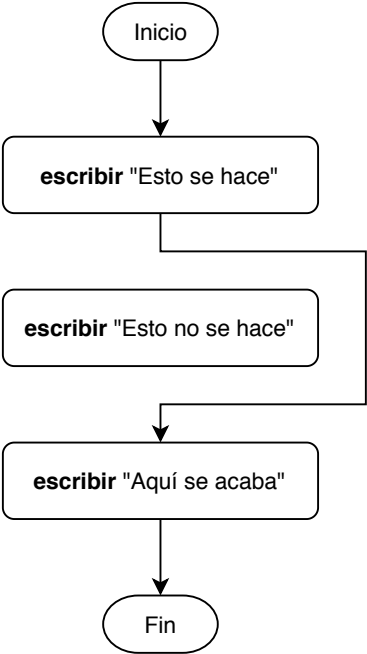 Inicio
escribir "Esto se hace"
escribir "Esto no se hace"
escribir "Aquí se acaba"
Fin